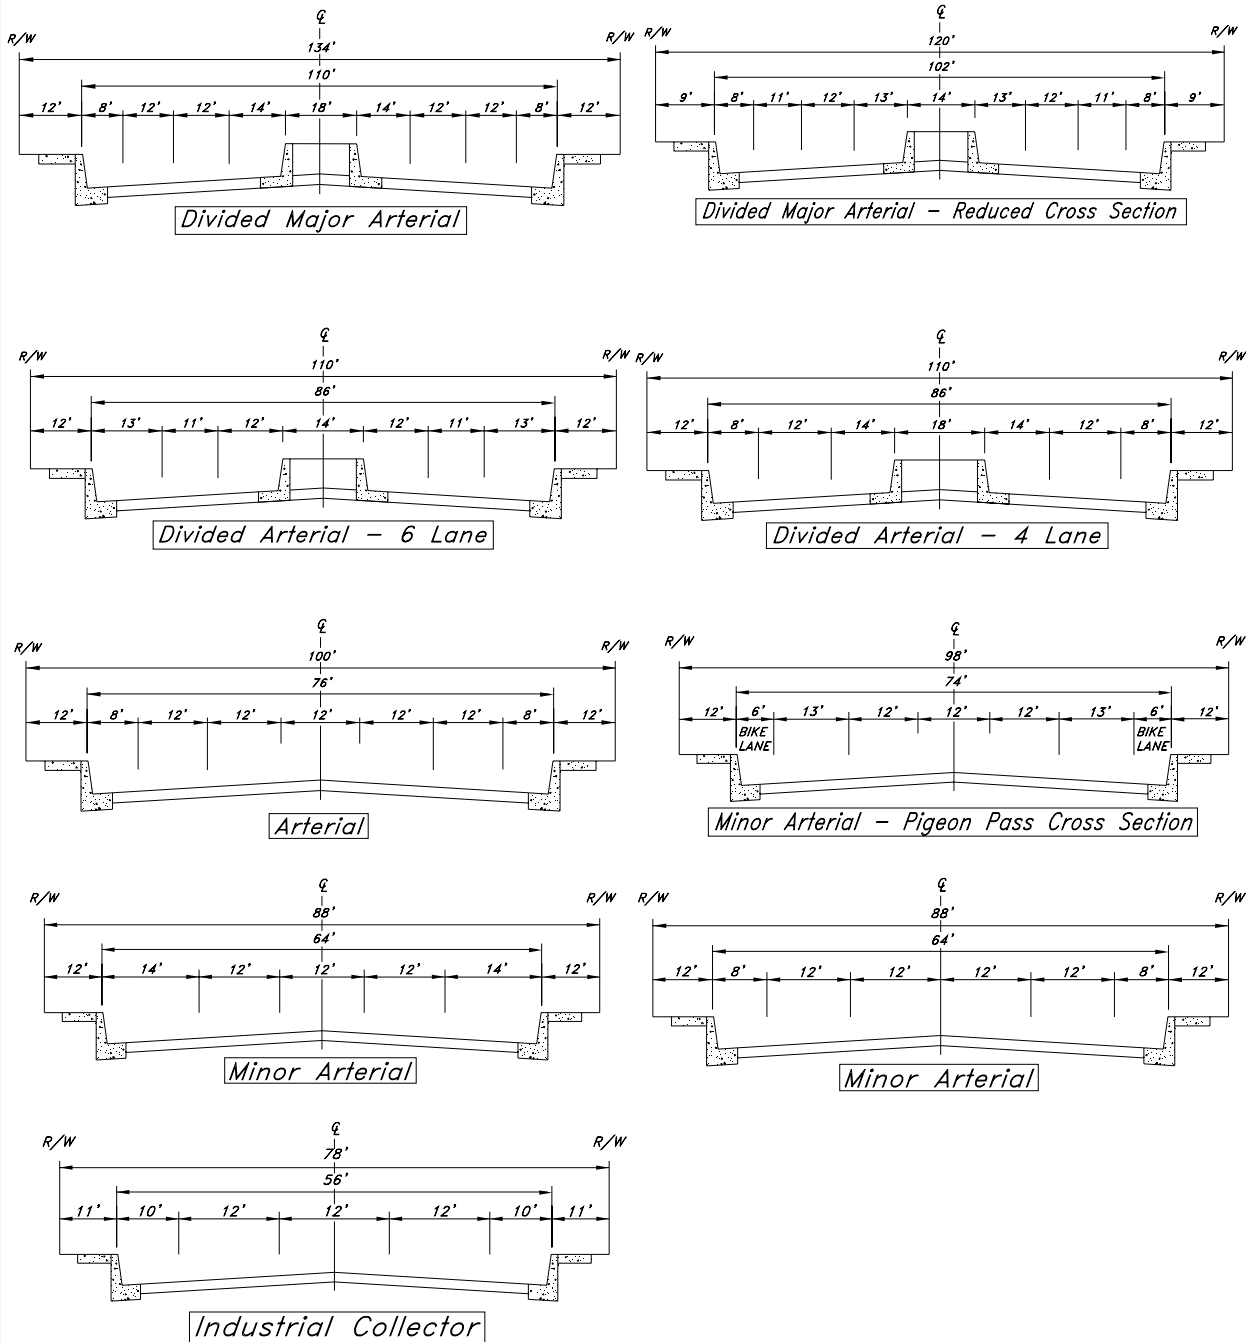 ℄
R/W R/W
134'
110'
12' 8' 12' 12' 14' 18' 14' 12' 12' 8' 12'
Divided Major Arterial
℄
R/W R/W
120'
102'
9' 8' 11' 12' 13' 14' 13' 12' 11' 8' 9'
Divided Major Arterial – Reduced Cross Section
℄
R/W R/W
110'
86'
12' 13' 11' 12' 14' 12' 11' 13' 12'
Divided Arterial – 6 Lane
℄
R/W R/W
110'
86'
12' 8' 12' 14' 18' 14' 12' 8' 12'
Divided Arterial – 4 Lane
℄
R/W R/W
100'
76'
12' 8' 12' 12' 12' 12' 12' 8' 12'
Arterial
℄
R/W R/W
98'
74'
12' 6' 13' 12' 12' 12' 13' 6' 12'
BIKE BIKE
LANE LANE
Minor Arterial – Pigeon Pass Cross Section
℄
R/W R/W
88'
64'
12' 14' 12' 12' 12' 14' 12'
Minor Arterial
℄
R/W R/W
88'
64'
12' 8' 12' 12' 12' 12' 8' 12'
Minor Arterial
℄
R/W R/W
78'
56'
11' 10' 12' 12' 12' 10' 11'
Industrial Collector